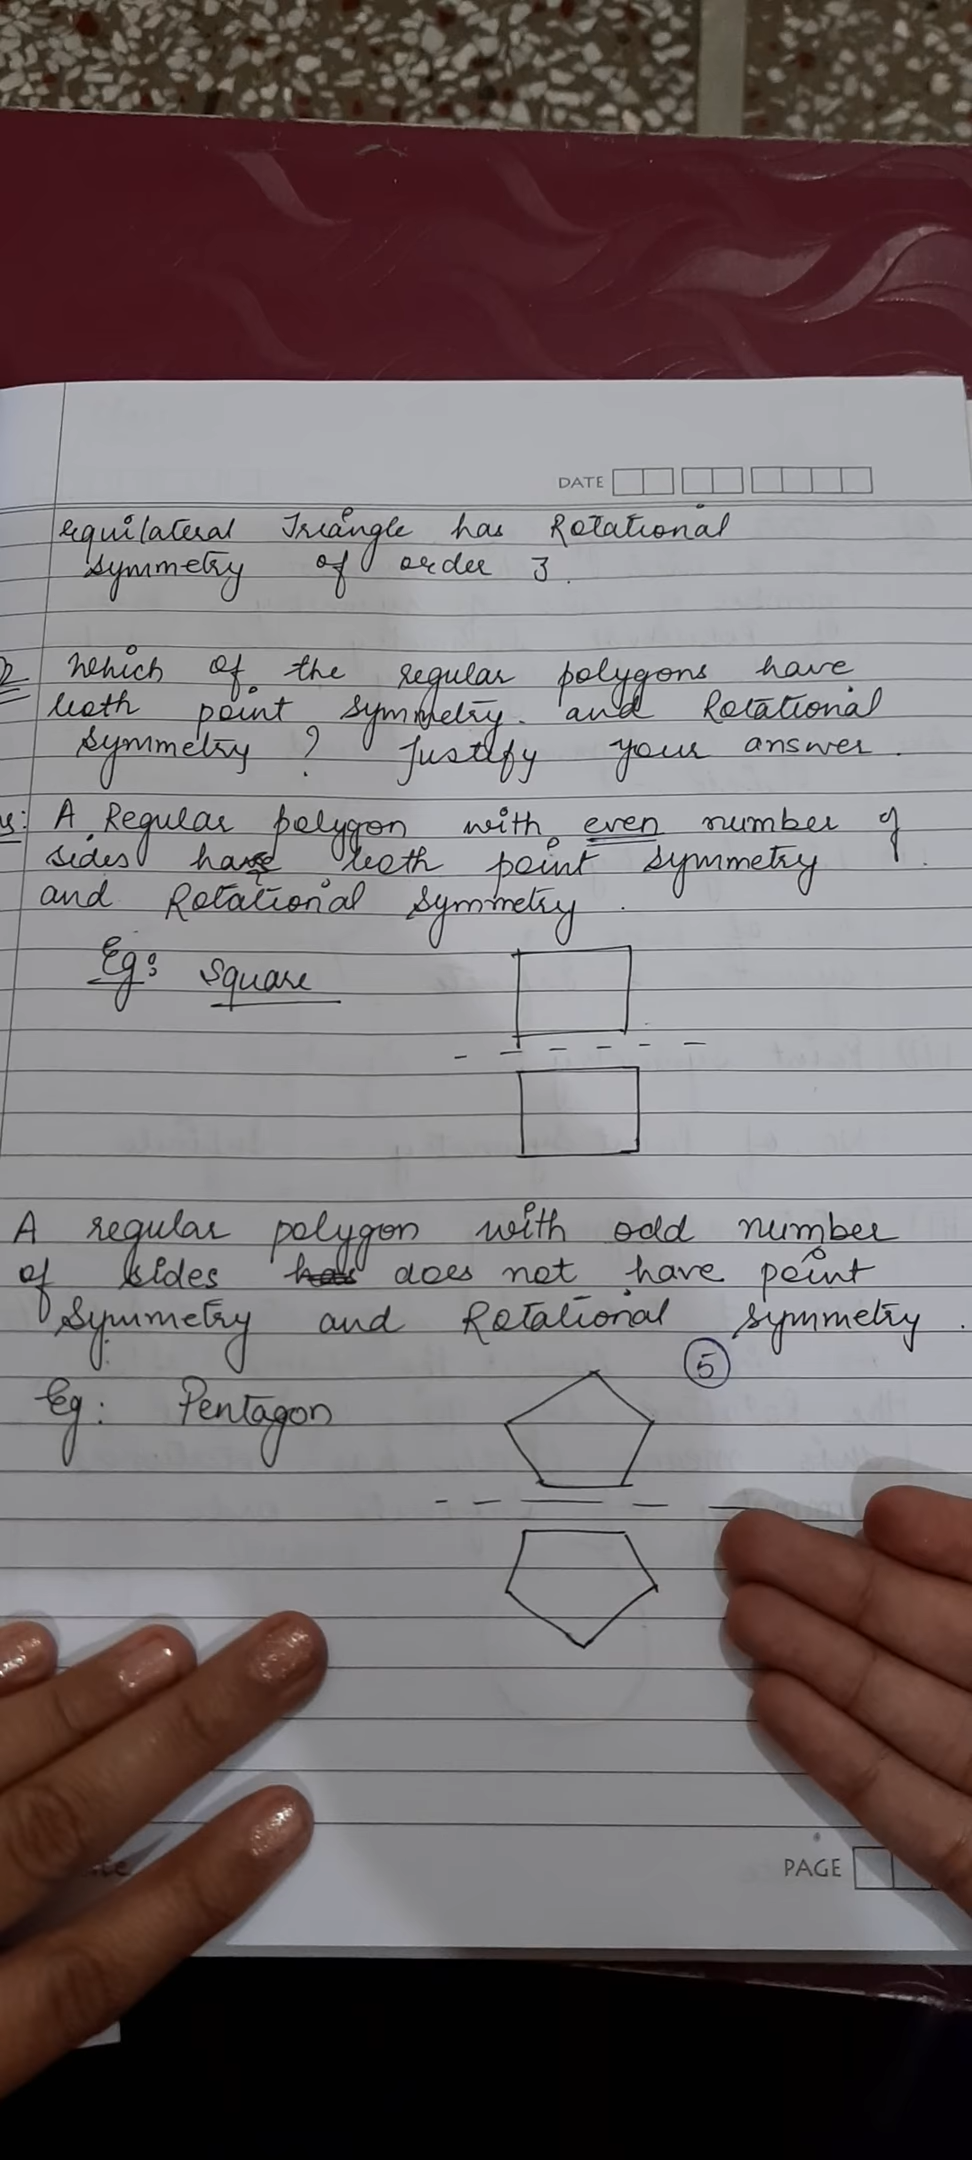 DATE
equilateral Triangle has Rotational
symmetry of order 3.
Which of the regular polygons have
both point symmetry and Rotational
symmetry ? Justify your answer.
A Regular polygon with even number of
sides have both point symmetry
and Rotational symmetry.
Eg: Square
A regular polygon with odd number
of sides does not have point
symmetry and Rotational symmetry.
5
Eg: Pentagon
PAGE